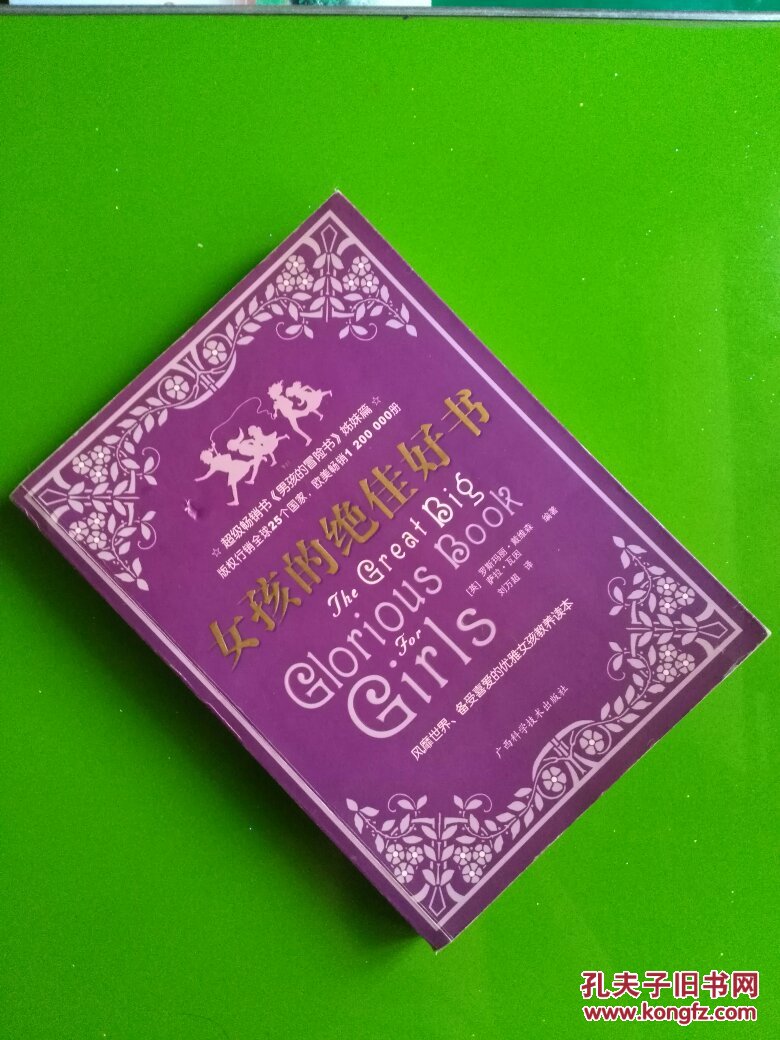 ☆ 超级畅销书《男孩的冒险书》姊妹篇 ☆
版权行销全球25个国家，欧美畅销1 200 000册
女孩的绝佳好书
The Great Big
Glorious Book
For
Girls
[英] 罗斯玛丽·戴维森
萨拉·瓦因 编著
刘万超 译
风靡世界、备受喜爱的优雅女孩教养读本
广西科学技术出版社
孔夫子旧书网
www.kongfz.com